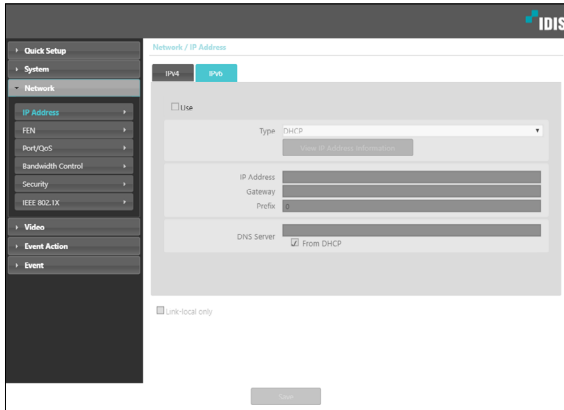 IDIS
Quick Setup
System
Network
IP Address
FEN
Port/QoS
Bandwidth Control
Security
IEEE 802.1X
Video
Event Action
Event
Network / IP Address
IPv4 IPv6
Use
Type DHCP
View IP Address Information
IP Address
Gateway
Prefix 0
DNS Server
From DHCP
Link-local only
Save